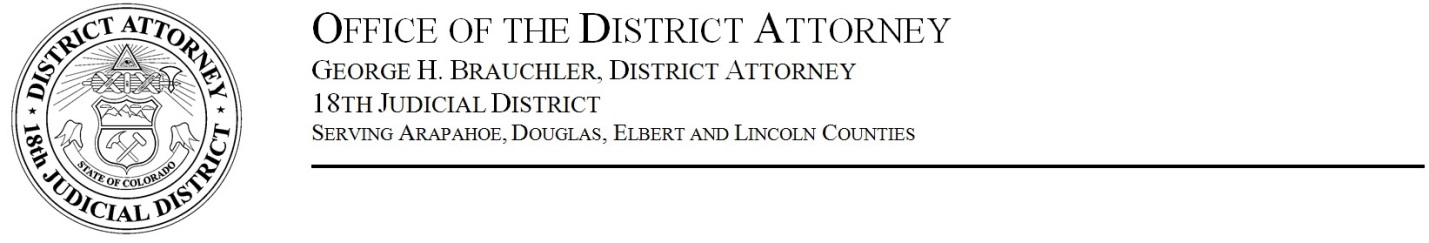 DISTRICT ATTORNEY
18th JUDICIAL DISTRICT
STATE OF COLORADO
OFFICE OF THE DISTRICT ATTORNEY
GEORGE H. BRAUCHLER, DISTRICT ATTORNEY
18TH JUDICIAL DISTRICT
SERVING ARAPAHOE, DOUGLAS, ELBERT AND LINCOLN COUNTIES